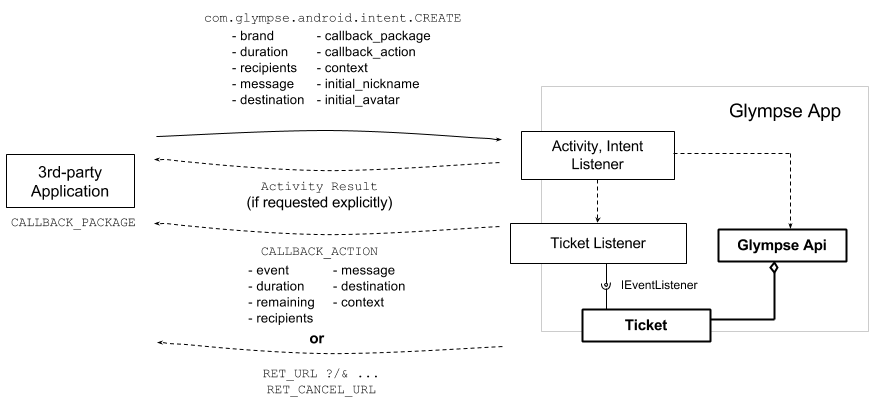 com.glympse.android.intent.CREATE
- brand - callback_package
- duration - callback_action
- recipients - context
- message - initial_nickname
- destination - initial_avatar
Glympse App
Activity, Intent
Listener
3rd-party
Application
CALLBACK_PACKAGE
Activity Result
(if requested explicitly)
Ticket Listener
Glympse Api
CALLBACK_ACTION
- event - message
- duration - destination
- remaining - context
- recipients
IEventListener
Ticket
or
RET_URL ?/& ...
RET_CANCEL_URL